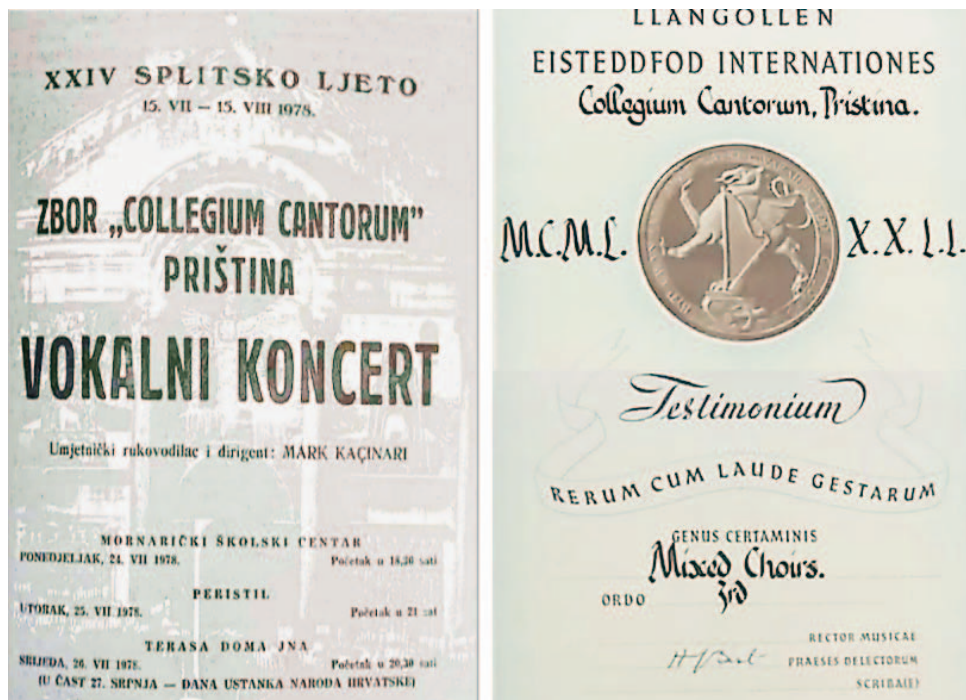 XXIV SPLITSKO LJETO
15. VII — 15. VIII 1978.
ZBOR „COLLEGIUM CANTORUM”
PRIŠTINA
VOKALNI KONCERT
Umjetnički rukovodilac i dirigent: MARK KAÇINARI
MORNARIČKI ŠKOLSKI CENTAR
PONEDJELJAK, 24. VII 1978. Početak u 18,30 sati
PERISTIL
UTORAK, 25. VII 1978. Početak u 21 sat
TERASA DOMA JNA
SRIJEDA, 26. VII 1978. Početak u 20,30 sati
(U ČAST 27. SRPNJA — DANA USTANKA NARODA HRVATSKE)
LLANGOLLEN
EISTEDDFOD INTERNATIONES
Collegium Cantorum, Pristina.
M.C.M.L. X.X.I.I.
Testimonium
RERUM CUM LAUDE GESTARUM
GENUS CERTAMINIS
Mixed Choirs.
ORDO 3rd
RECTOR MUSICAE
PRAESES DELECTORUM
SCRIBA(E)